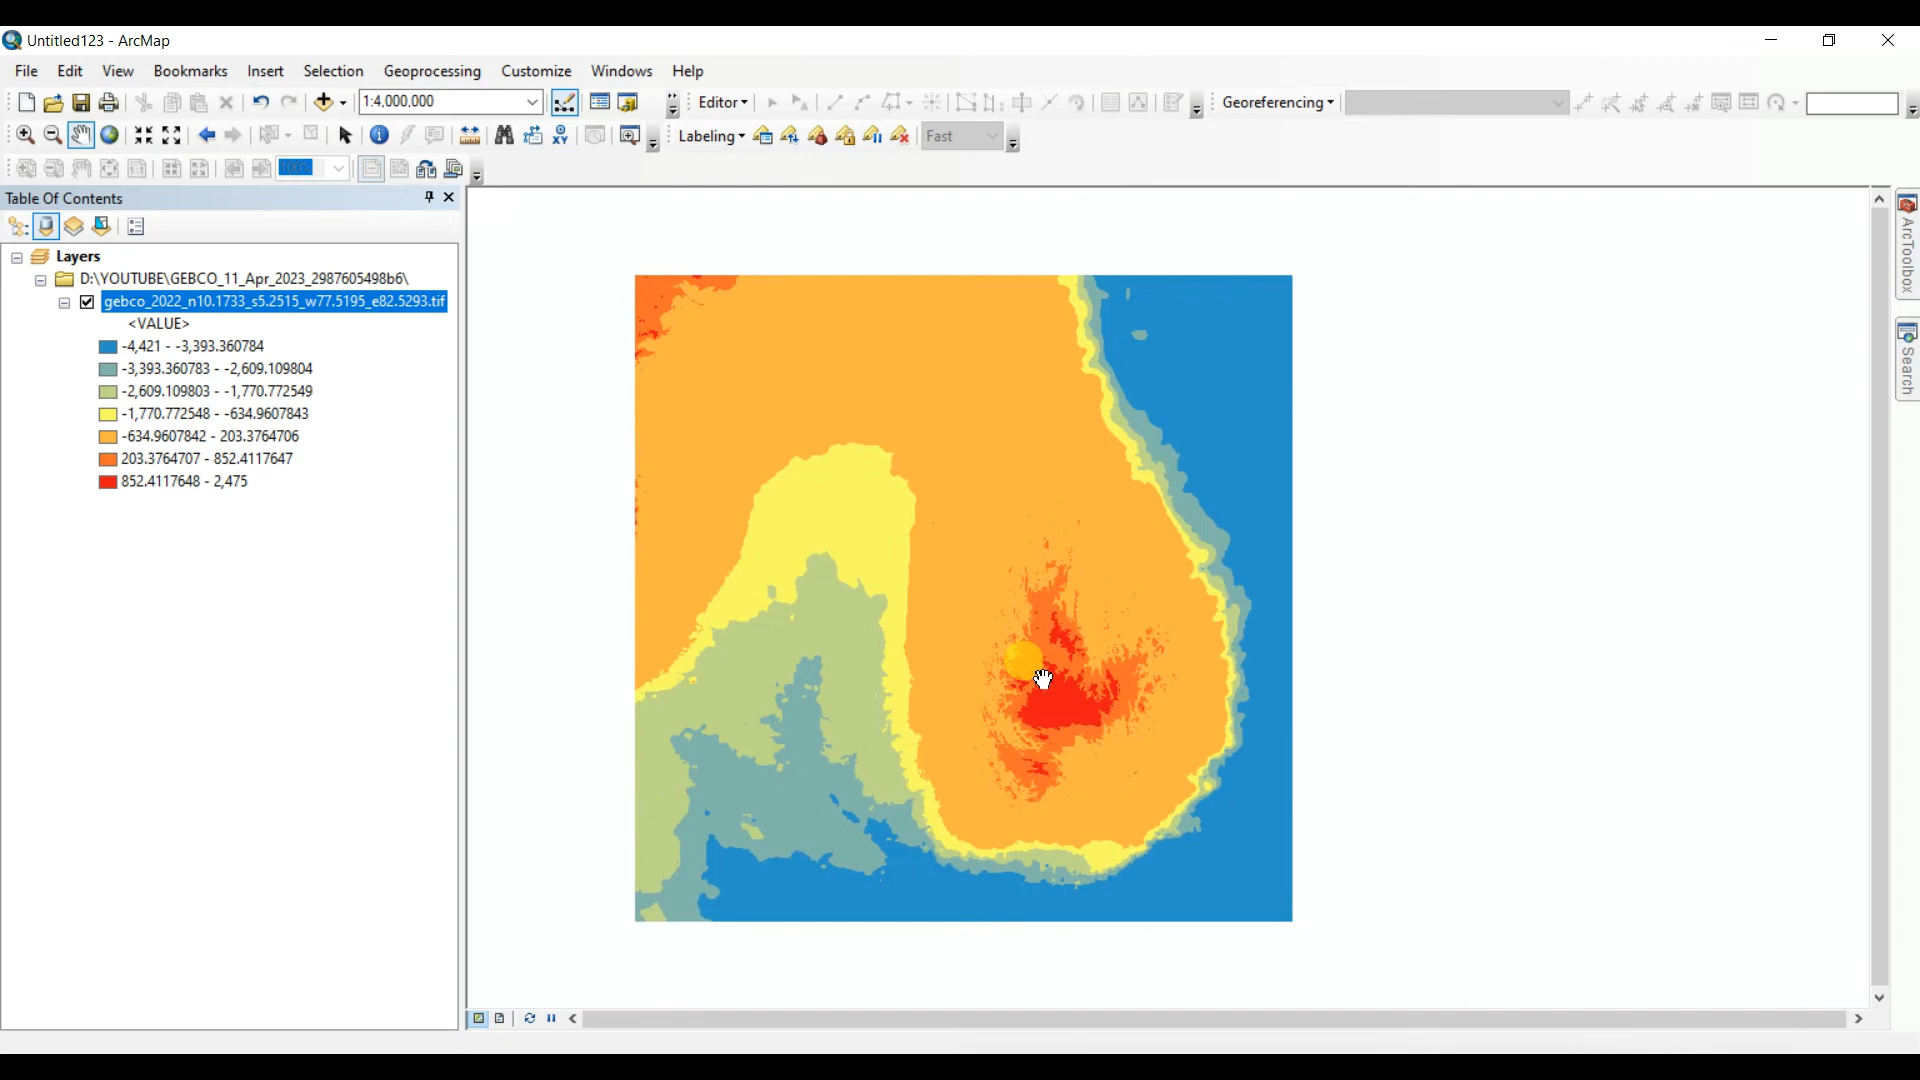 Untitled123 - ArcMap
File Edit View Bookmarks Insert Selection Geoprocessing Customize Windows Help
1:4,000,000 Editor Georeferencing
Labeling Fast
100%
Table Of Contents
Layers
D:\YOUTUBE\GEBCO_11_Apr_2023_2987605498b6\
gebco_2022_n10.1733_s5.2515_w77.5195_e82.5293.tif
<VALUE>
-4,421 - -3,393.360784
-3,393.360783 - -2,609.109804
-2,609.109803 - -1,770.772549
-1,770.772548 - -634.9607843
-634.9607842 - 203.3764706
203.3764707 - 852.4117647
852.4117648 - 2,475
ArcToolbox
Search